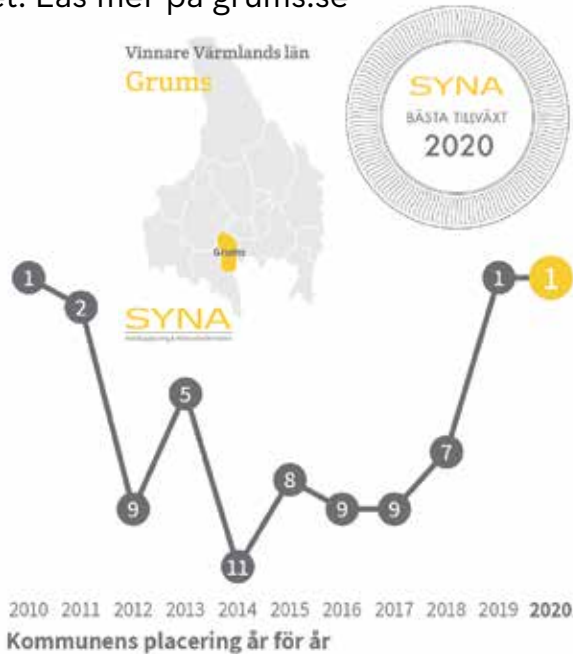 et. Läs mer på grums.se
Vinnare Värmlands län
Grums
SYNA
BÄSTA TILLVÄXT
2020
Grums
SYNA
1
2
9
5
11
8
9
9
7
1
1
2010 2011 2012 2013 2014 2015 2016 2017 2018 2019 2020
Kommunens placering år för år